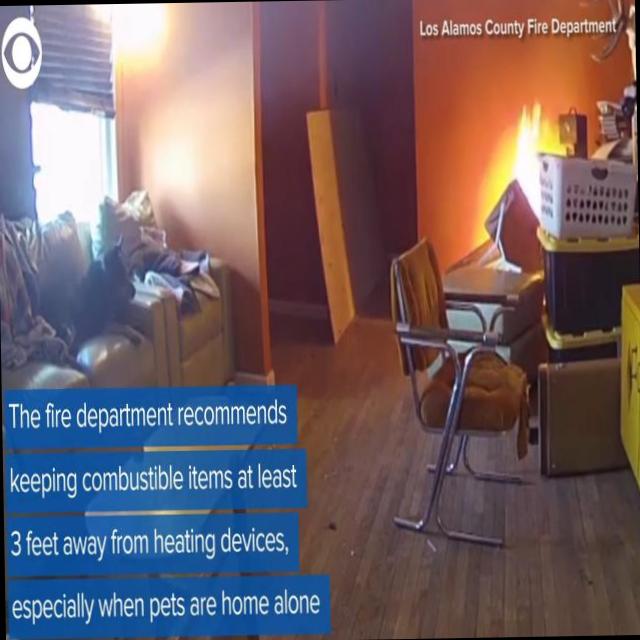 Los Alamos County Fire Department
The fire department recommends
keeping combustible items at least
3 feet away from heating devices,
especially when pets are home alone